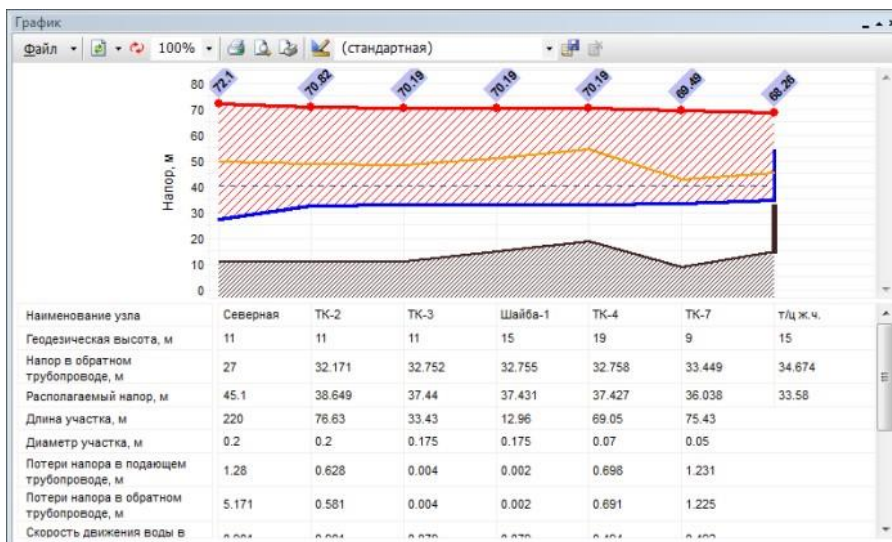 График
Файл 100% (стандартная)
72.1 70.82 70.19 70.19 70.19 69.49 68.26
Напор, м
80
70
60
50
40
30
20
10
0
Наименование узла Северная ТК-2 ТК-3 Шайба-1 ТК-4 ТК-7 т/ц ж.ч.
Геодезическая высота, м 11 11 11 15 19 9 15
Напор в обратном
трубопроводе, м 27 32.171 32.752 32.755 32.758 33.449 34.674
Располагаемый напор, м 45.1 38.649 37.44 37.431 37.427 36.038 33.58
Длина участка, м 220 76.63 33.43 12.96 69.05 75.43
Диаметр участка, м 0.2 0.2 0.175 0.175 0.07 0.05
Потери напора в подающем
трубопроводе, м 1.28 0.628 0.004 0.002 0.698 1.231
Потери напора в обратном
трубопроводе, м 5.171 0.581 0.004 0.002 0.691 1.225
Скорость движения воды в